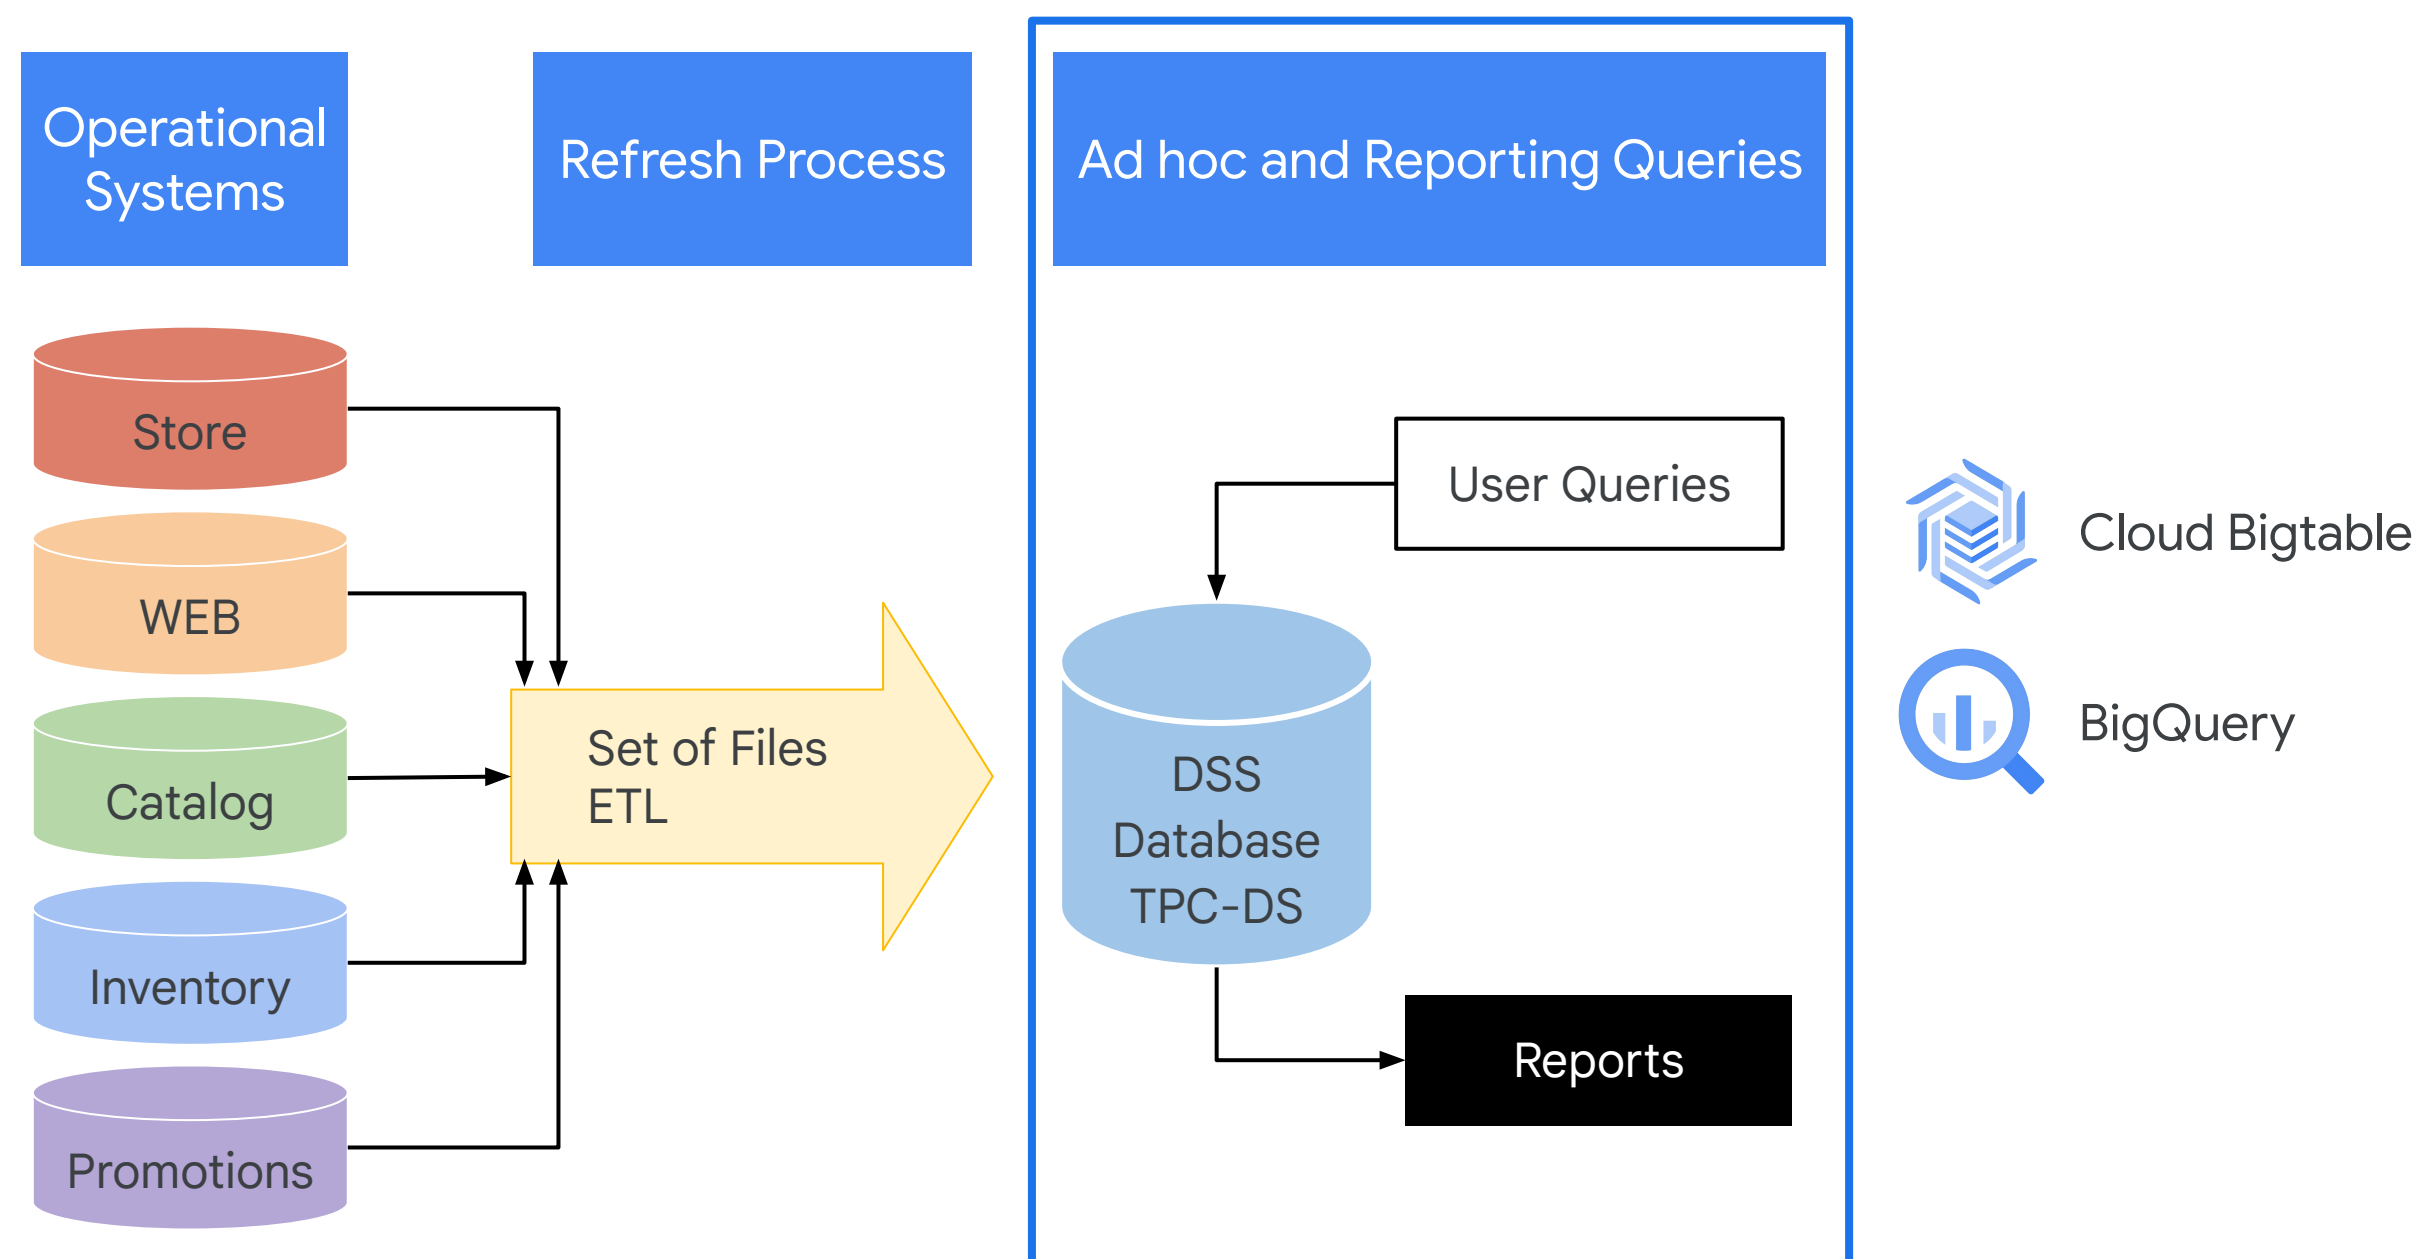 Operational
Systems
Refresh Process
Ad hoc and Reporting Queries
Store
WEB
Catalog
Inventory
Promotions
Set of Files
ETL
User Queries
DSS
Database
TPC-DS
Reports
Cloud Bigtable
BigQuery